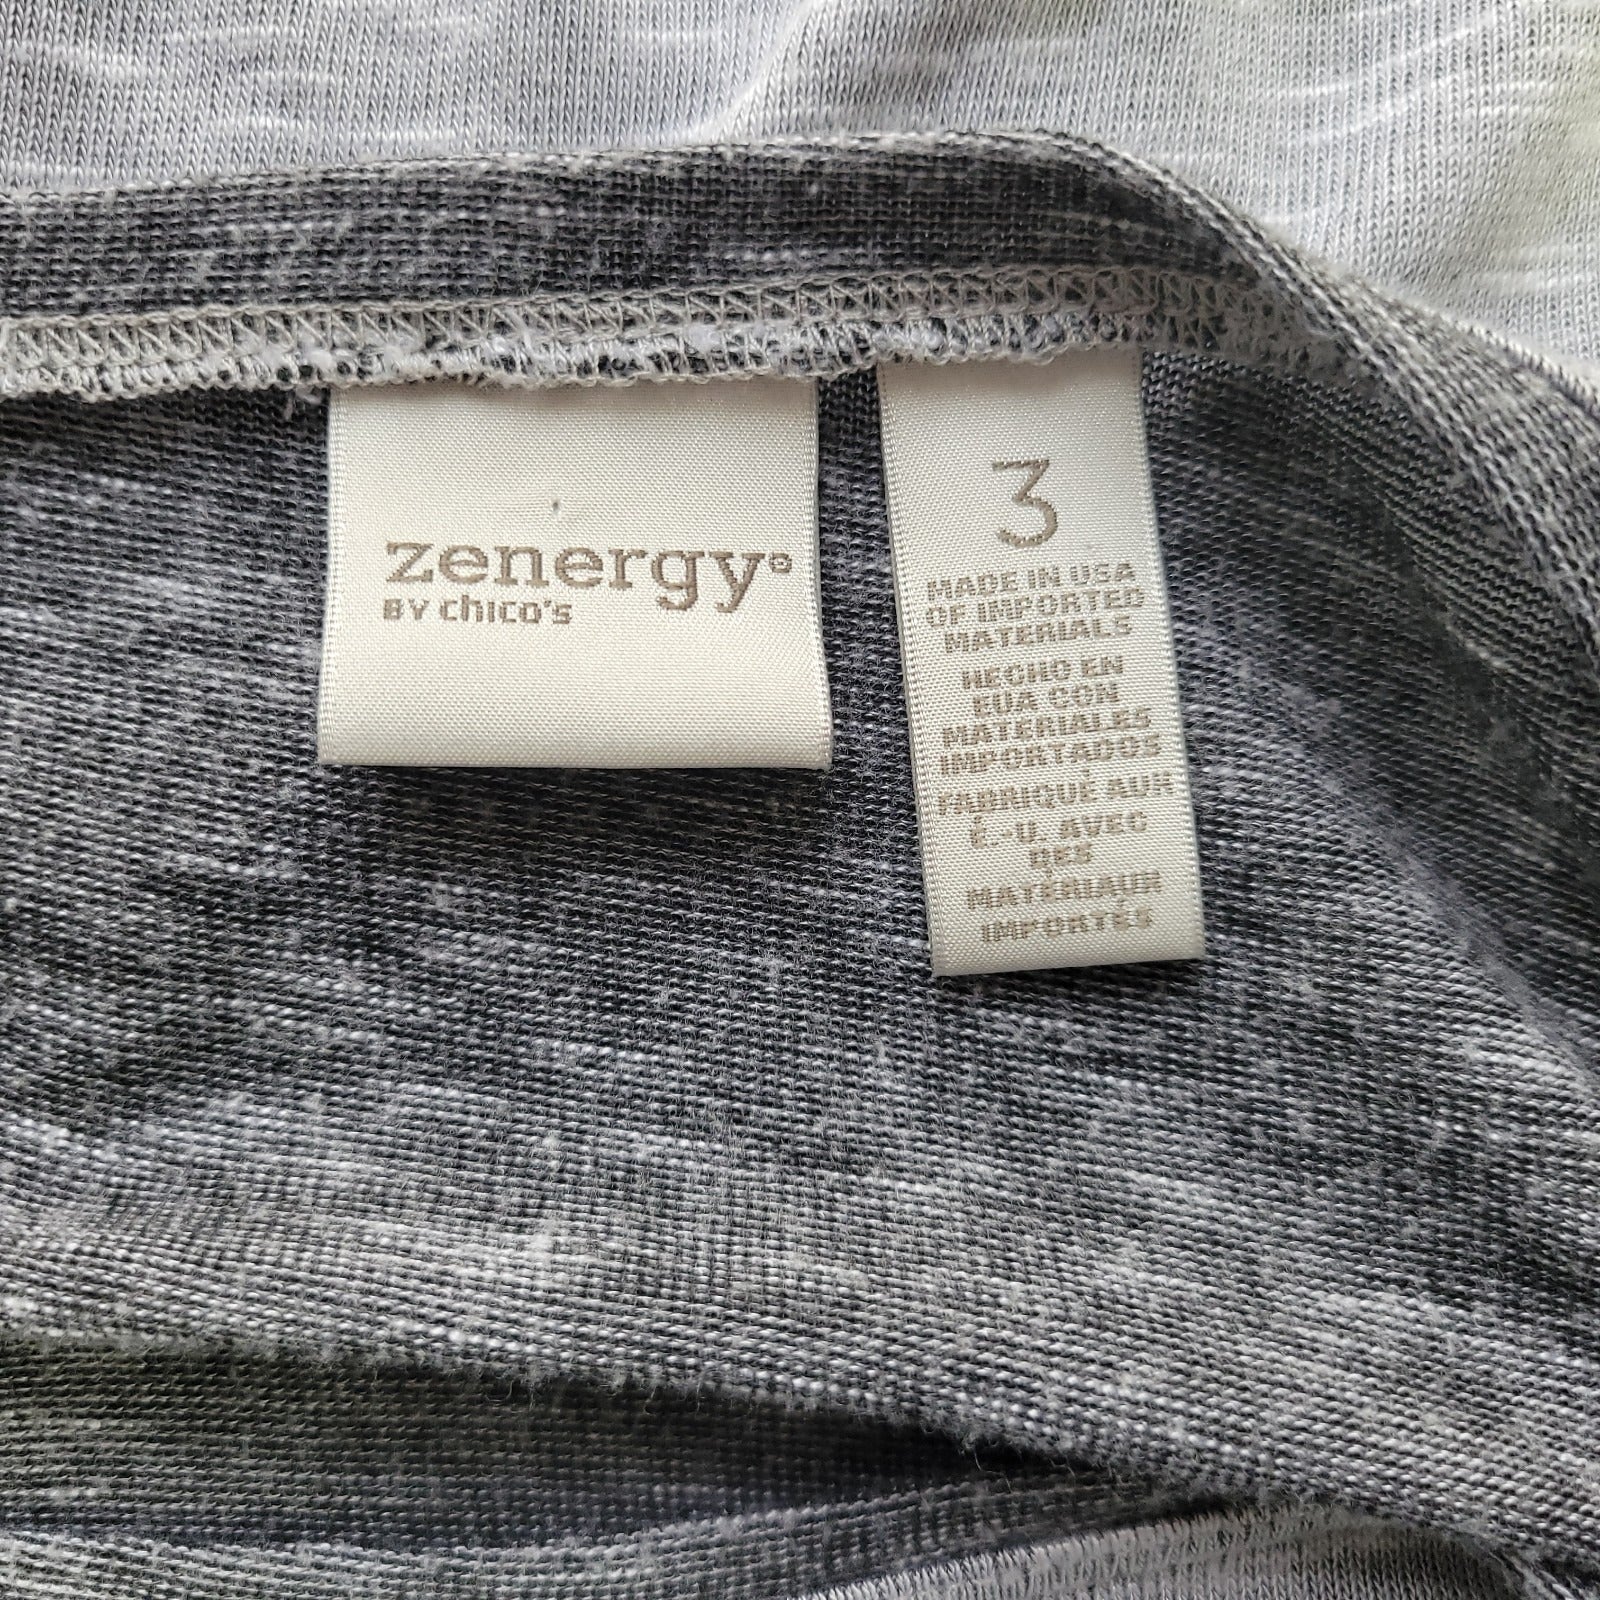 zenergy®
BY chico's
3
MADE IN USA
OF IMPORTED
MATERIALS
HECHO EN
EUA CON
MATERIALES
IMPORTADOS
FABRIQUÉ AUX
É.-U. AVEC
DES
MATÉRIAUX
IMPORTÉS